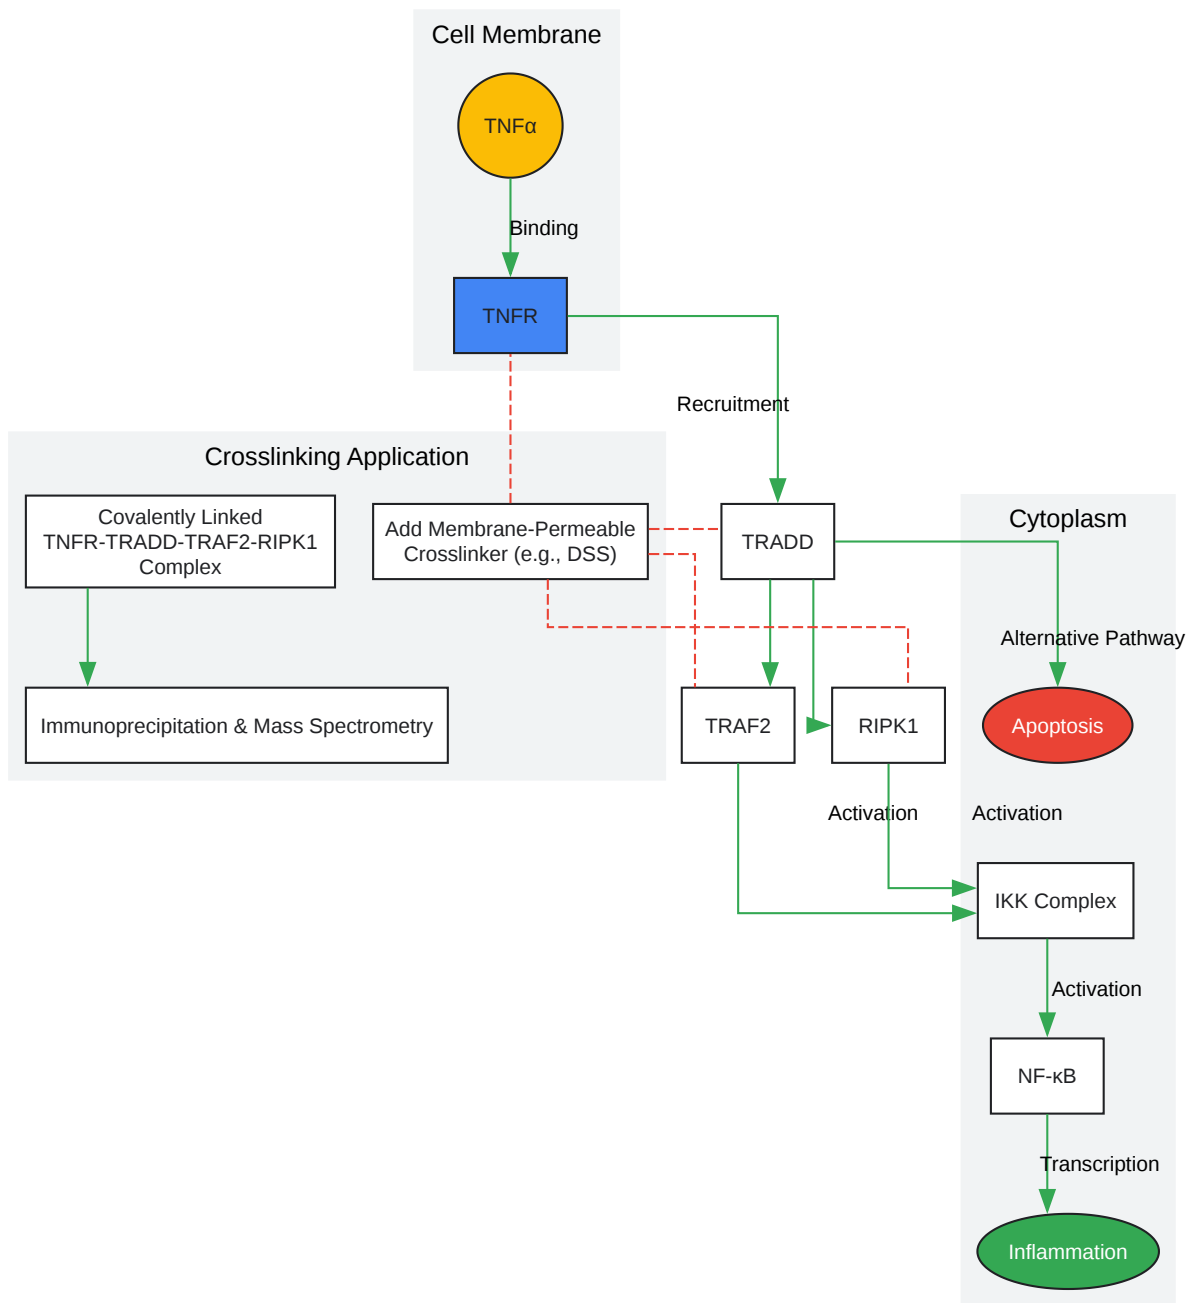 Cell Membrane
TNFα
Binding
TNFR
Recruitment
Crosslinking Application
Covalently Linked
TNFR-TRADD-TRAF2-RIPK1
Complex
Add Membrane-Permeable
Crosslinker (e.g., DSS)
TRADD
Cytoplasm
Alternative Pathway
Immunoprecipitation & Mass Spectrometry
TRAF2
RIPK1
Apoptosis
Activation
Activation
IKK Complex
Activation
NF-κB
Transcription
Inflammation